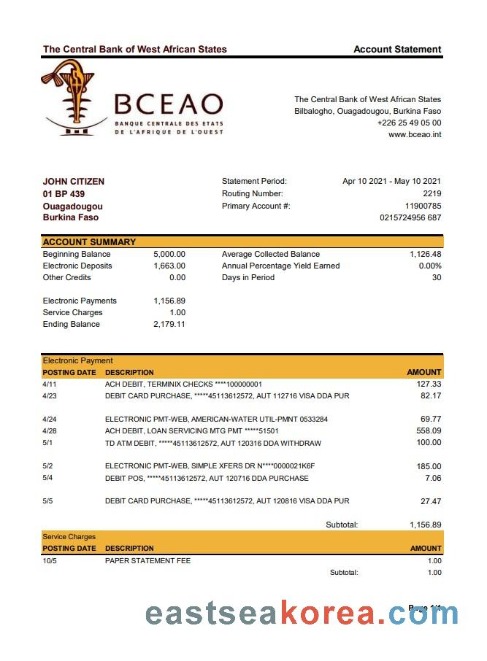 The Central Bank of West African States Account Statement
BCEAO
BANQUE CENTRALE DES ETATS
DE L'AFRIQUE DE L'OUEST
The Central Bank of West African States
Bilbalogho, Ouagadougou, Burkina Faso
+226 25 49 05 00
www.bceao.int
JOHN CITIZEN Statement Period: Apr 10 2021 - May 10 2021
01 BP 439 Routing Number: 2219
Ouagadougou Primary Account #: 11900785
Burkina Faso 0215724956 687
ACCOUNT SUMMARY
Beginning Balance 5,000.00 Average Collected Balance 1,126.48
Electronic Deposits 1,663.00 Annual Percentage Yield Earned 0.00%
Other Credits 0.00 Days in Period 30
Electronic Payments 1,156.89
Service Charges 1.00
Ending Balance 2,179.11
Electronic Payment
POSTING DATE DESCRIPTION AMOUNT
4/11 ACH DEBIT, TERMINIX CHECKS ****100000001 127.33
4/23 DEBIT CARD PURCHASE, *****45113612572, AUT 112716 VISA DDA PUR 82.17
4/24 ELECTRONIC PMT-WEB, AMERICAN-WATER UTIL-PMNT 0533284 69.77
4/28 ACH DEBIT, LOAN SERVICING MTG PMT *****51501 558.09
5/1 TD ATM DEBIT, *****45113612572, AUT 120316 DDA WITHDRAW 100.00
5/2 ELECTRONIC PMT-WEB, SIMPLE XFERS DR N****0000021K6F 185.00
5/4 DEBIT POS, *****45113612572, AUT 120716 DDA PURCHASE 7.06
5/5 DEBIT CARD PURCHASE, *****45113612572, AUT 120816 VISA DDA PUR 27.47
Subtotal: 1,156.89
Service Charges
POSTING DATE DESCRIPTION AMOUNT
10/5 PAPER STATEMENT FEE 1.00
Subtotal: 1.00
Page 1/1
eastseakorea.com